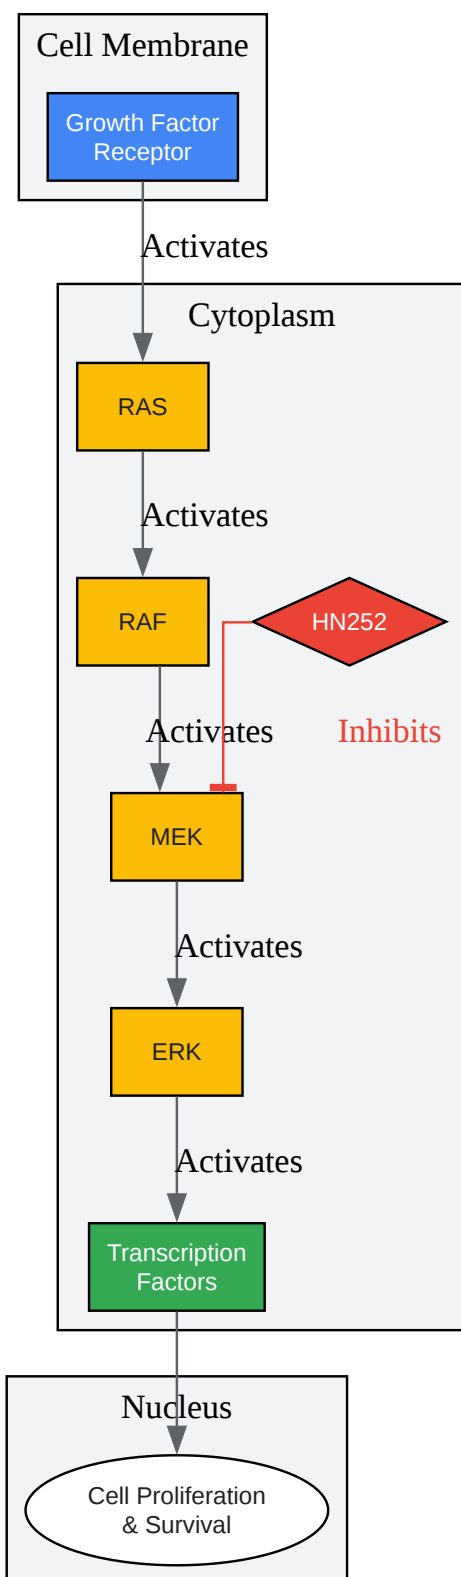 Cell Membrane
Growth Factor
Receptor
Activates
Cytoplasm
RAS
Activates
RAF
HN252
Activates
Inhibits
MEK
Activates
ERK
Activates
Transcription
Factors
Nucleus
Cell Proliferation
& Survival